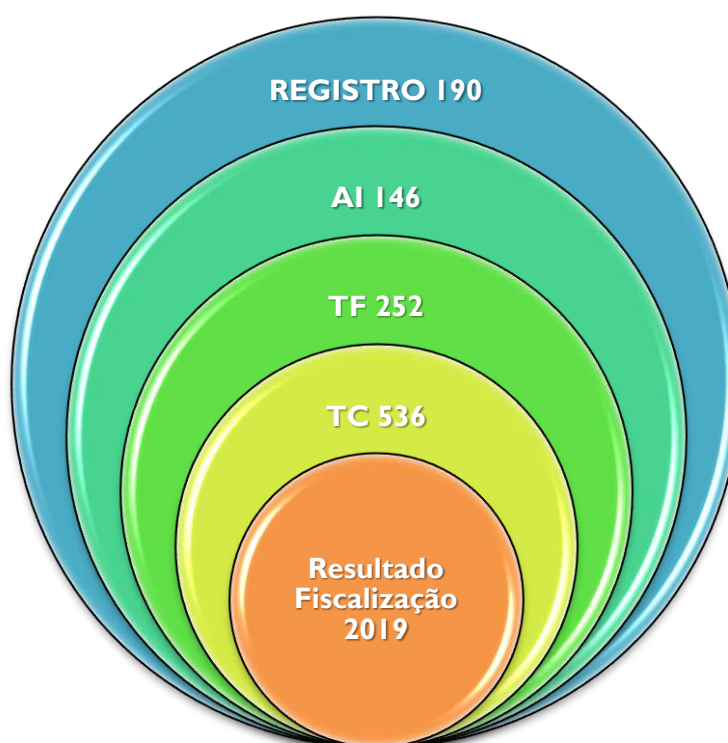 REGISTRO 190
AI 146
TF 252
TC 536
Resultado
Fiscalização
2019